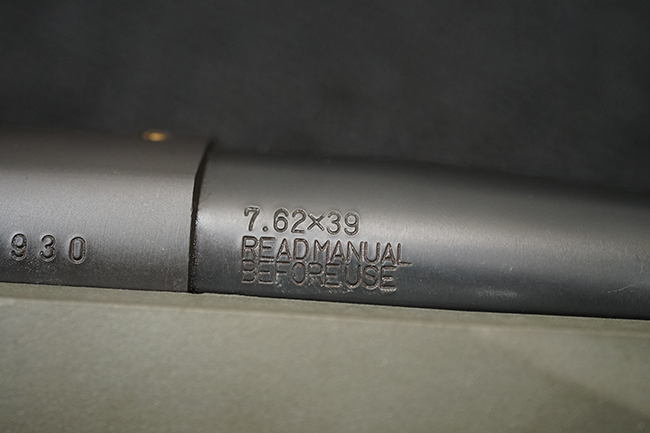 930
7.62×39
READ MANUAL
BEFORE USE